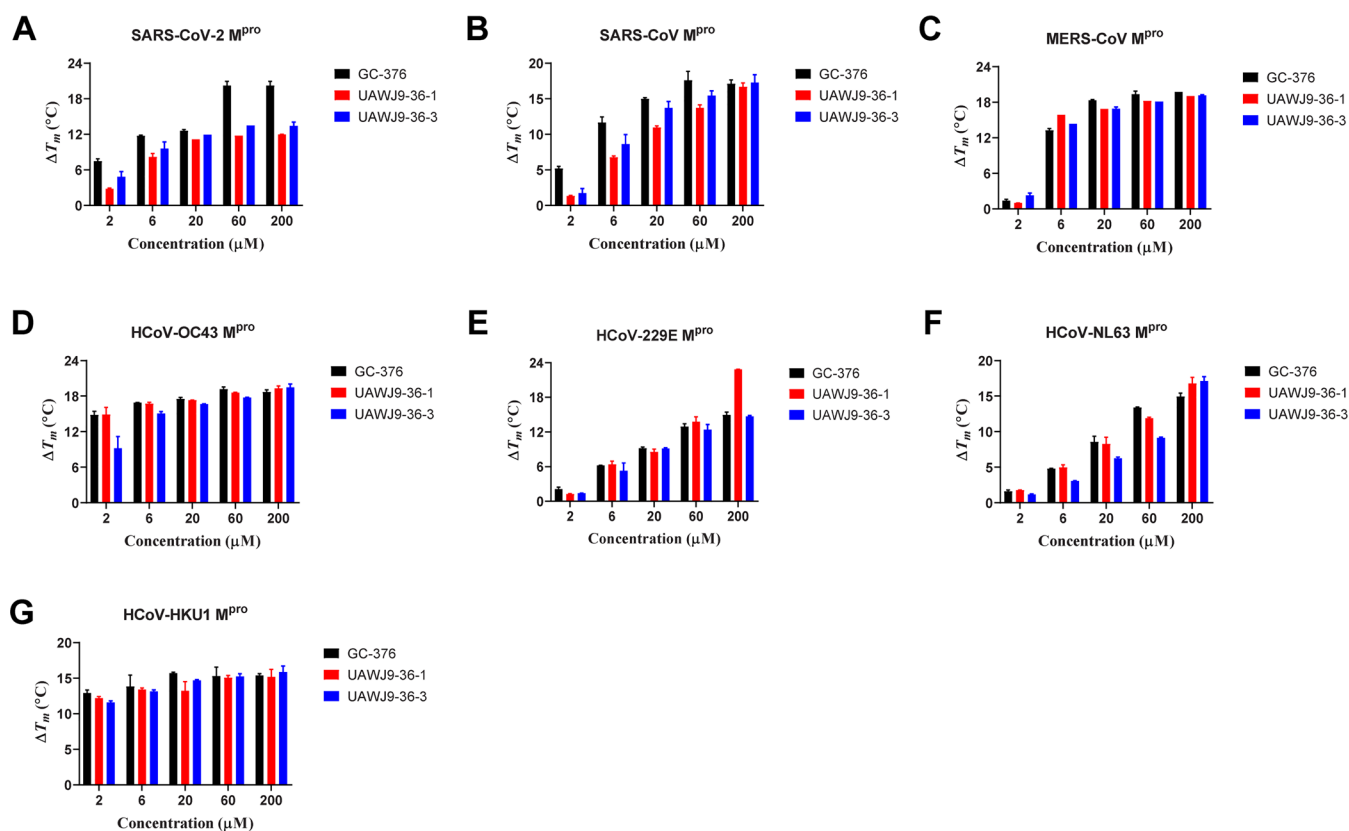 A
SARS-CoV-2 Mpro
24
18
12
6
0
ΔTm (°C)
2 6 20 60 200
Concentration (μM)
GC-376
UAWJ9-36-1
UAWJ9-36-3
B
SARS-CoV Mpro
20
15
10
5
0
ΔTm (°C)
2 6 20 60 200
Concentration (μM)
GC-376
UAWJ9-36-1
UAWJ9-36-3
C
MERS-CoV Mpro
24
18
12
6
0
ΔTm (°C)
2 6 20 60 200
Concentration (μM)
GC-376
UAWJ9-36-1
UAWJ9-36-3
D
HCoV-OC43 Mpro
24
18
12
6
0
ΔTm (°C)
2 6 20 60 200
Concentration (μM)
GC-376
UAWJ9-36-1
UAWJ9-36-3
E
HCoV-229E Mpro
24
18
12
6
0
ΔTm (°C)
2 6 20 60 200
Concentration (μM)
GC-376
UAWJ9-36-1
UAWJ9-36-3
F
HCoV-NL63 Mpro
20
15
10
5
0
ΔTm (°C)
2 6 20 60 200
Concentration (μM)
GC-376
UAWJ9-36-1
UAWJ9-36-3
G
HCoV-HKU1 Mpro
20
15
10
5
0
ΔTm (°C)
2 6 20 60 200
Concentration (μM)
GC-376
UAWJ9-36-1
UAWJ9-36-3